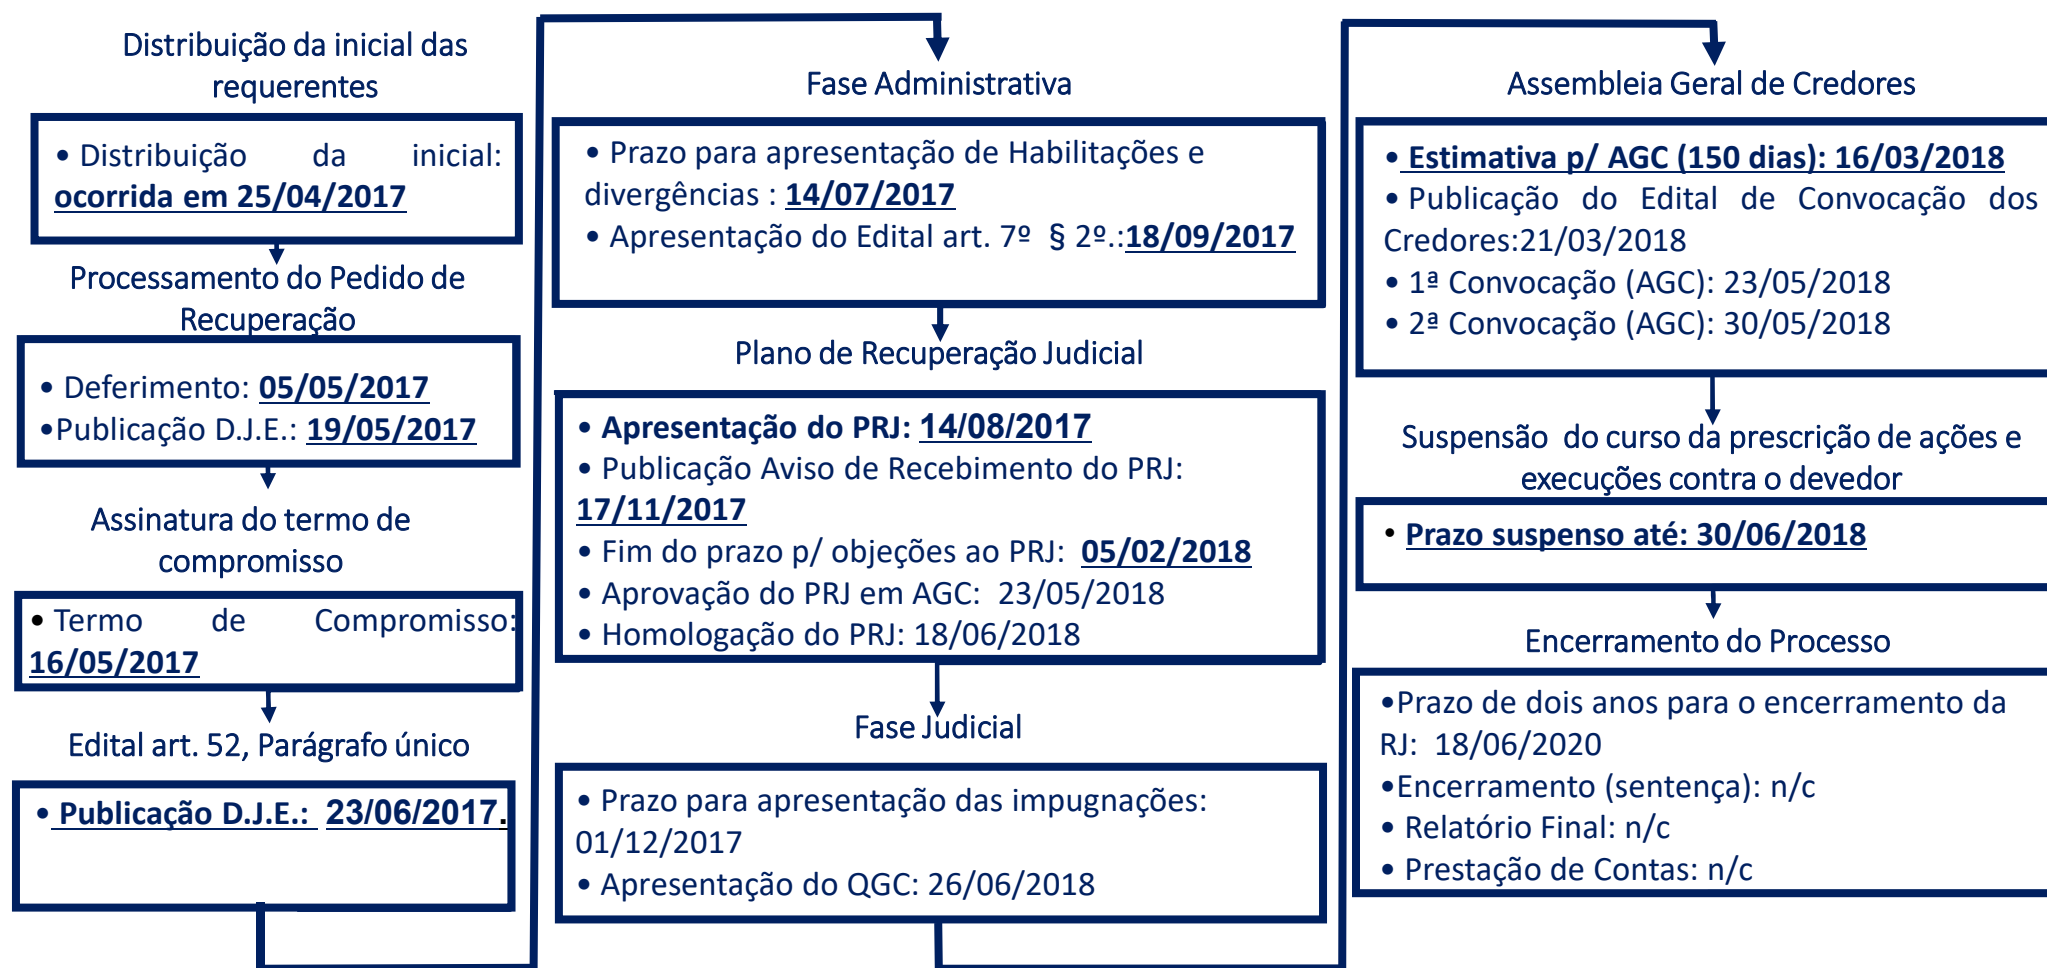 Distribuição da inicial das
requerentes
• Distribuição da inicial:
ocorrida em 25/04/2017
Processamento do Pedido de
Recuperação
• Deferimento: 05/05/2017
•Publicação D.J.E.: 19/05/2017
Assinatura do termo de
compromisso
• Termo de Compromisso:
16/05/2017
Edital art. 52, Parágrafo único
• Publicação D.J.E.: 23/06/2017.
Fase Administrativa
• Prazo para apresentação de Habilitações e
divergências : 14/07/2017
• Apresentação do Edital art. 7º § 2º.:18/09/2017
Plano de Recuperação Judicial
• Apresentação do PRJ: 14/08/2017
• Publicação Aviso de Recebimento do PRJ:
17/11/2017
• Fim do prazo p/ objeções ao PRJ: 05/02/2018
• Aprovação do PRJ em AGC: 23/05/2018
• Homologação do PRJ: 18/06/2018
Fase Judicial
• Prazo para apresentação das impugnações:
01/12/2017
• Apresentação do QGC: 26/06/2018
Assembleia Geral de Credores
• Estimativa p/ AGC (150 dias): 16/03/2018
• Publicação do Edital de Convocação dos
Credores:21/03/2018
• 1ª Convocação (AGC): 23/05/2018
• 2ª Convocação (AGC): 30/05/2018
Suspensão do curso da prescrição de ações e
execuções contra o devedor
• Prazo suspenso até: 30/06/2018
Encerramento do Processo
•Prazo de dois anos para o encerramento da
RJ: 18/06/2020
•Encerramento (sentença): n/c
• Relatório Final: n/c
• Prestação de Contas: n/c